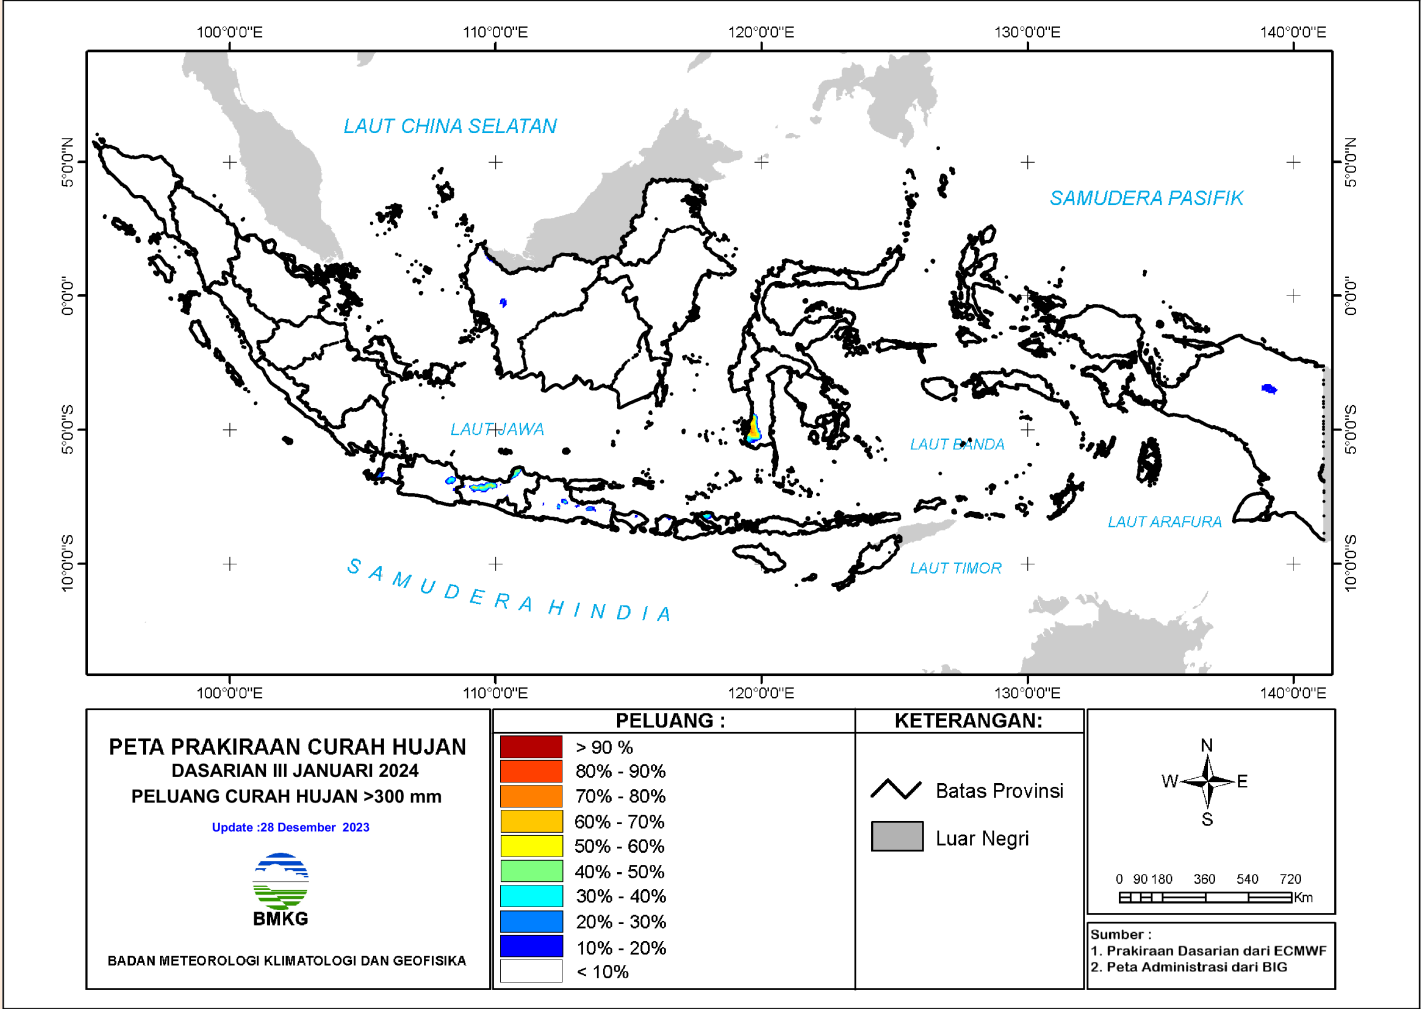 100°0'0"E 110°0'0"E 120°0'0"E 130°0'0"E 140°0'0"E
LAUT CHINA SELATAN
5°0'0"N 5°0'0"N
SAMUDERA PASIFIK
0°0'0" 0°0'0"
5°0'0"S LAUT JAWA LAUT BANDA 5°0'0"S
LAUT ARAFURA
10°0'0"S LAUT TIMOR 10°0'0"S
SAMUDERA HINDIA
100°0'0"E 110°0'0"E 120°0'0"E 130°0'0"E 140°0'0"E
PETA PRAKIRAAN CURAH HUJAN
DASARIAN III JANUARI 2024
PELUANG CURAH HUJAN >300 mm
Update :28 Desember 2023
BMKG
BADAN METEOROLOGI KLIMATOLOGI DAN GEOFISIKA
PELUANG :
> 90 %
80% - 90%
70% - 80%
60% - 70%
50% - 60%
40% - 50%
30% - 40%
20% - 30%
10% - 20%
< 10%
KETERANGAN:
Batas Provinsi
Luar Negri
N
W E
S
0 90 180 360 540 720
Km
Sumber :
1. Prakiraan Dasarian dari ECMWF
2. Peta Administrasi dari BIG